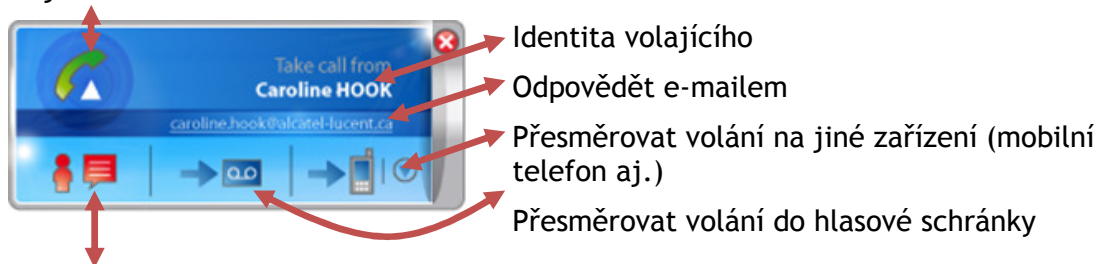 Identita volajícího
Take call from
Caroline HOOK
Odpovědět e-mailem
caroline.hook@alcatel-lucent.ca
Přesměrovat volání na jiné zařízení (mobilní
telefon aj.)
Přesměrovat volání do hlasové schránky